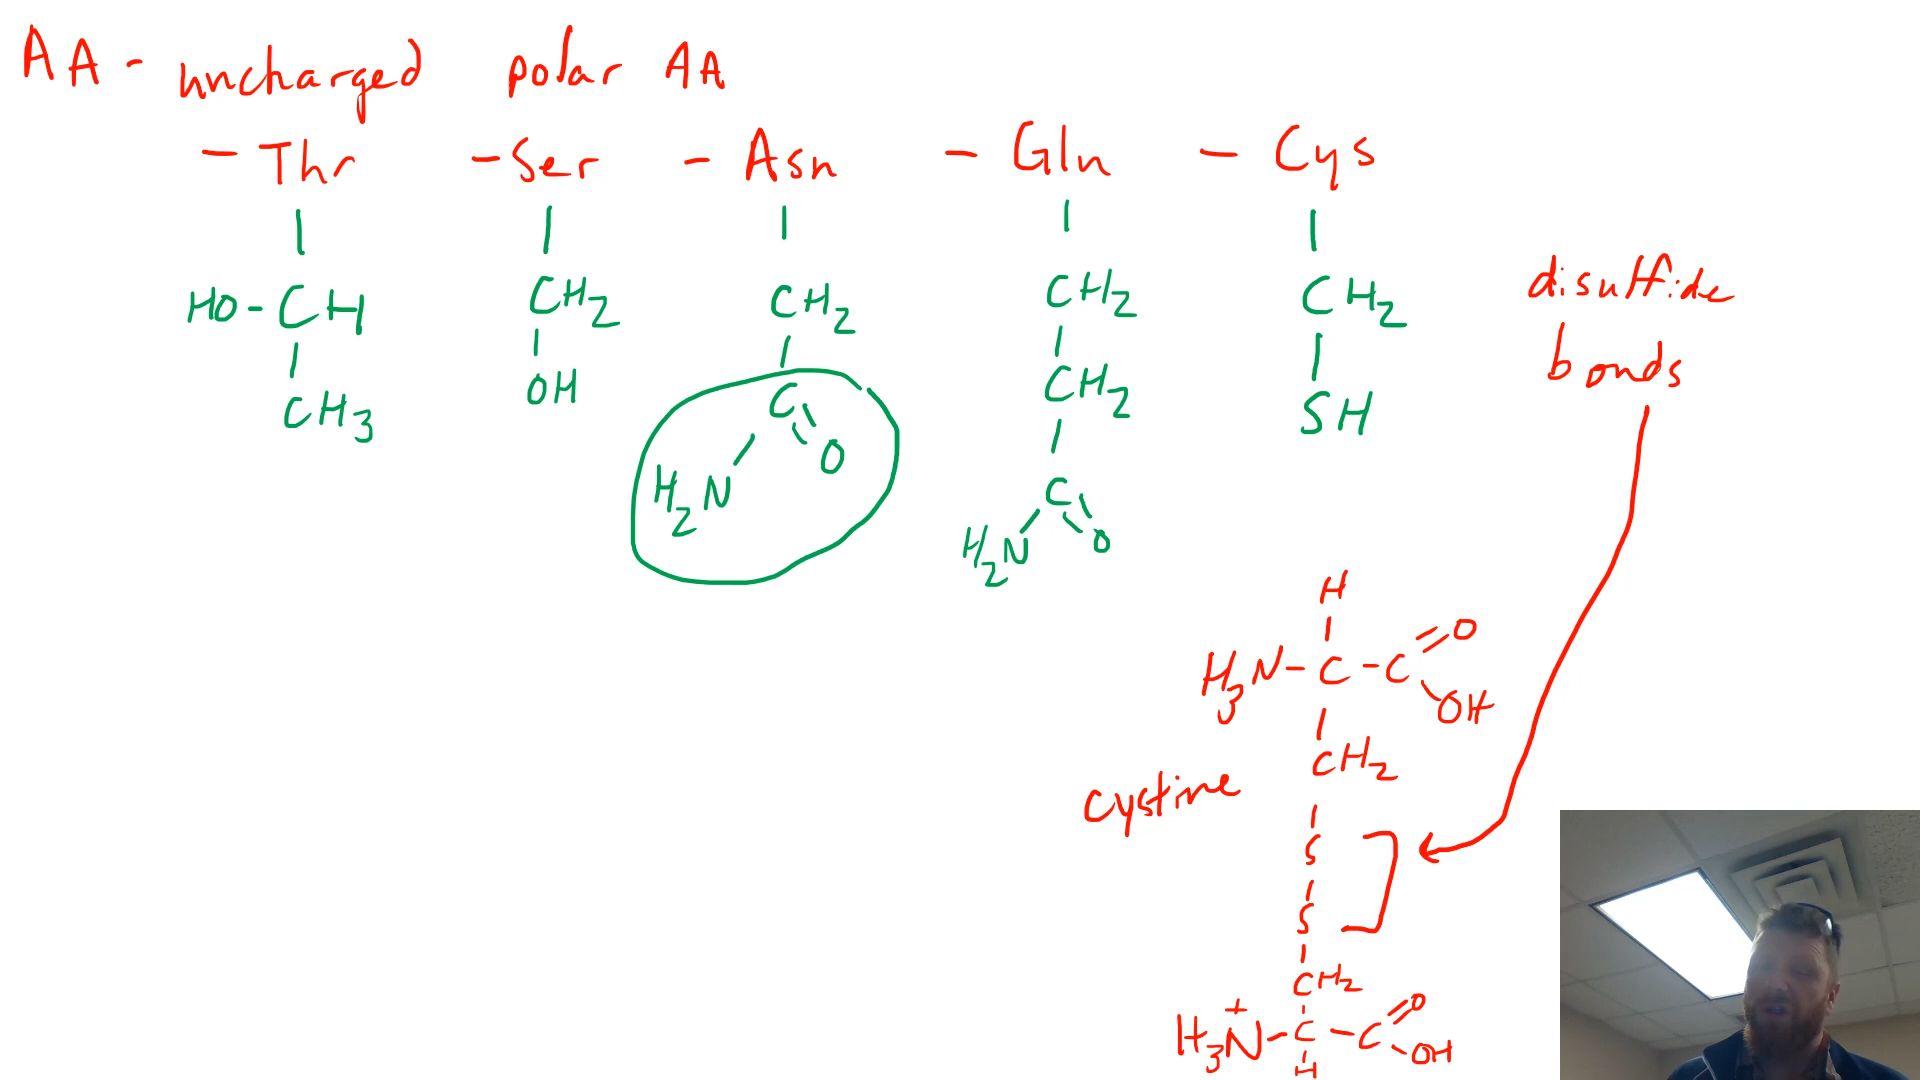 AA - uncharged polar AA
- Thr - Ser - Asn - Gln - Cys
HO-CH CH2 CH2 CH2 CH2
CH3 OH C CH2 SH
H2N O C
H2N O
disulfide
bonds
H
H3N-C-C O
OH
CH2
cystine
S
S
CH2
+
H3N-C-C O
OH
H